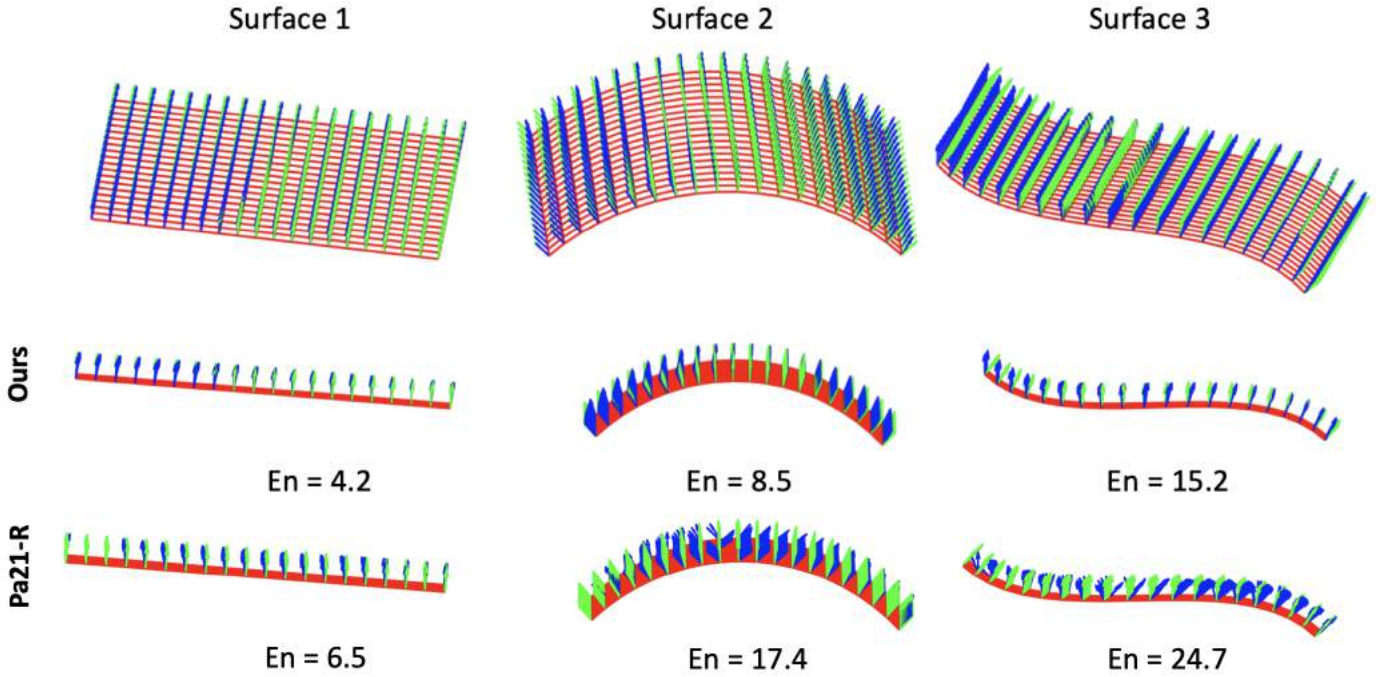 Surface 1
Surface 2
Surface 3
Ours
En = 4.2
En = 8.5
En = 15.2
Pa21-R
En = 6.5
En = 17.4
En = 24.7